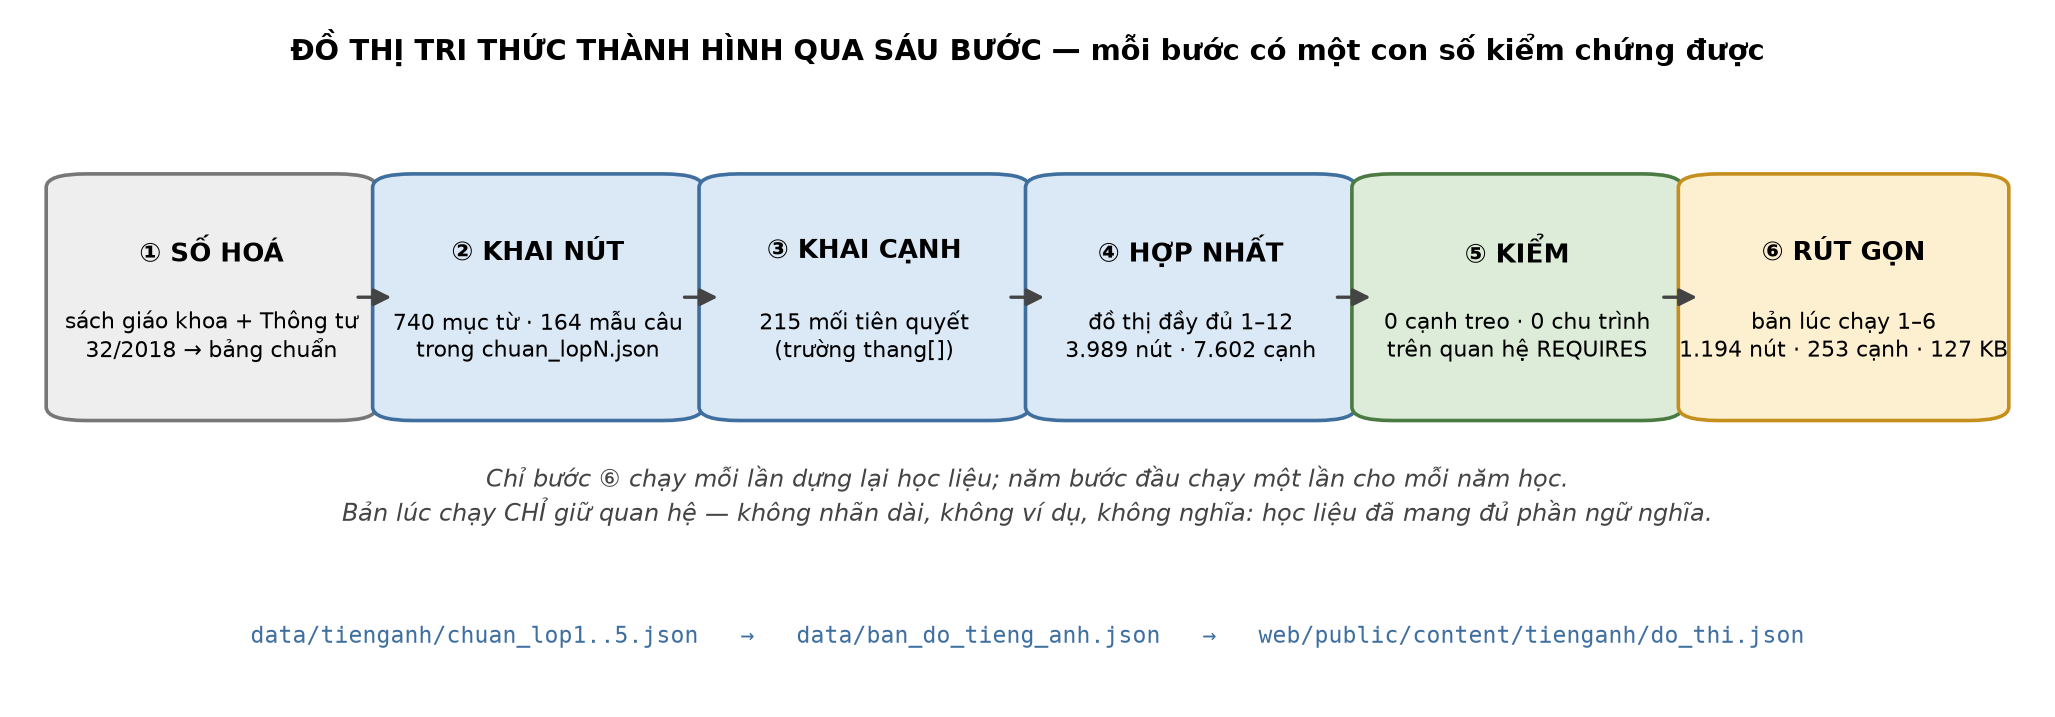 ĐỒ THỊ TRI THỨC THÀNH HÌNH QUA SÁU BƯỚC — mỗi bước có một con số kiểm chứng được
① SỐ HOÁ
sách giáo khoa + Thông tư
32/2018 → bảng chuẩn
② KHAI NÚT
740 mục từ · 164 mẫu câu
trong chuan_lopN.json
③ KHAI CẠNH
215 mối tiên quyết
(trường thang[])
④ HỢP NHẤT
đồ thị đầy đủ 1–12
3.989 nút · 7.602 cạnh
⑤ KIỂM
0 cạnh treo · 0 chu trình
trên quan hệ REQUIRES
⑥ RÚT GỌN
bản lúc chạy 1–6
1.194 nút · 253 cạnh · 127 KB
Chỉ bước ⑥ chạy mỗi lần dựng lại học liệu; năm bước đầu chạy một lần cho mỗi năm học.
Bản lúc chạy CHỈ giữ quan hệ — không nhãn dài, không ví dụ, không nghĩa: học liệu đã mang đủ phần ngữ nghĩa.
data/tienganh/chuan_lop1..5.json → data/ban_do_tieng_anh.json → web/public/content/tienganh/do_thi.json